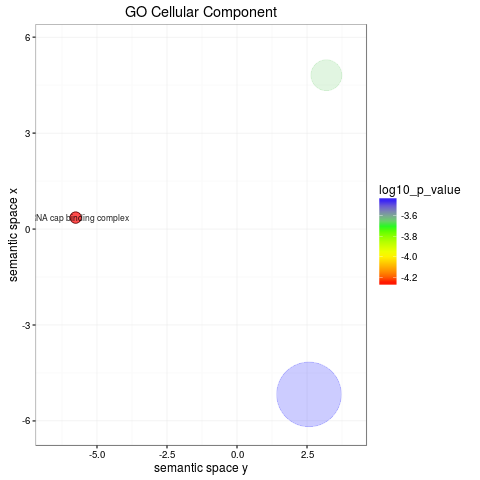 GO Cellular Component
6
3
0
-3
-6
semantic space x
NA cap binding complex
-5.0
-2.5
0.0
2.5
semantic space y
log10_p_value
-3.6
-3.8
-4.0
-4.2